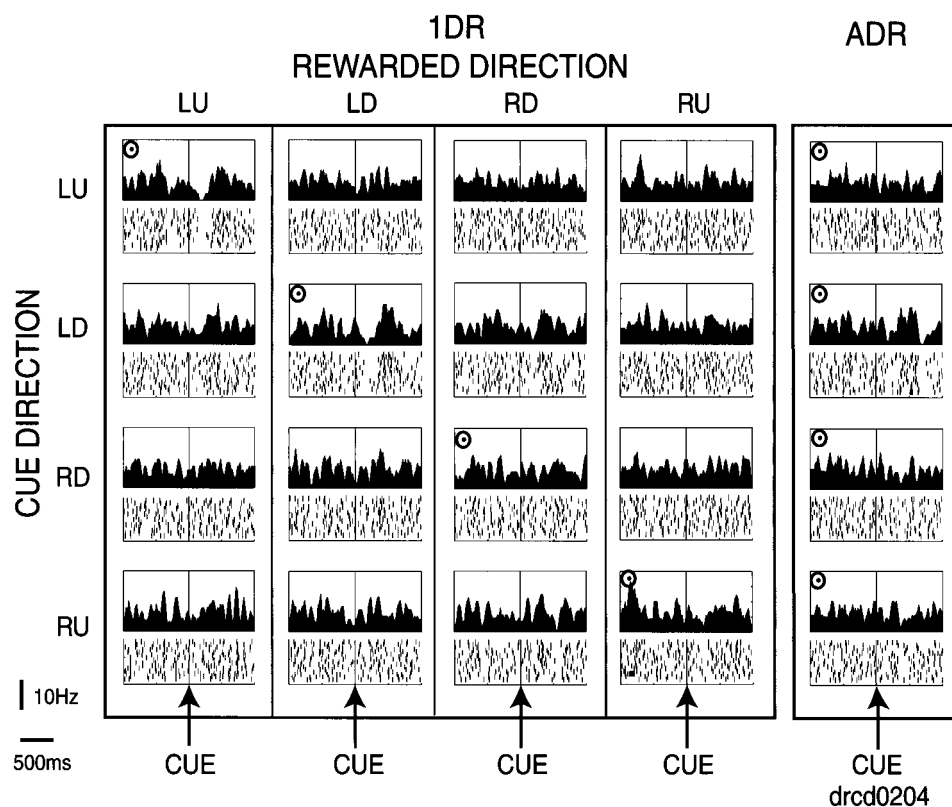 1DR
REWARDED DIRECTION
ADR
LU LD RD RU
CUE DIRECTION
LU
LD
RD
RU
10Hz
500ms
CUE CUE CUE CUE CUE
drcd0204